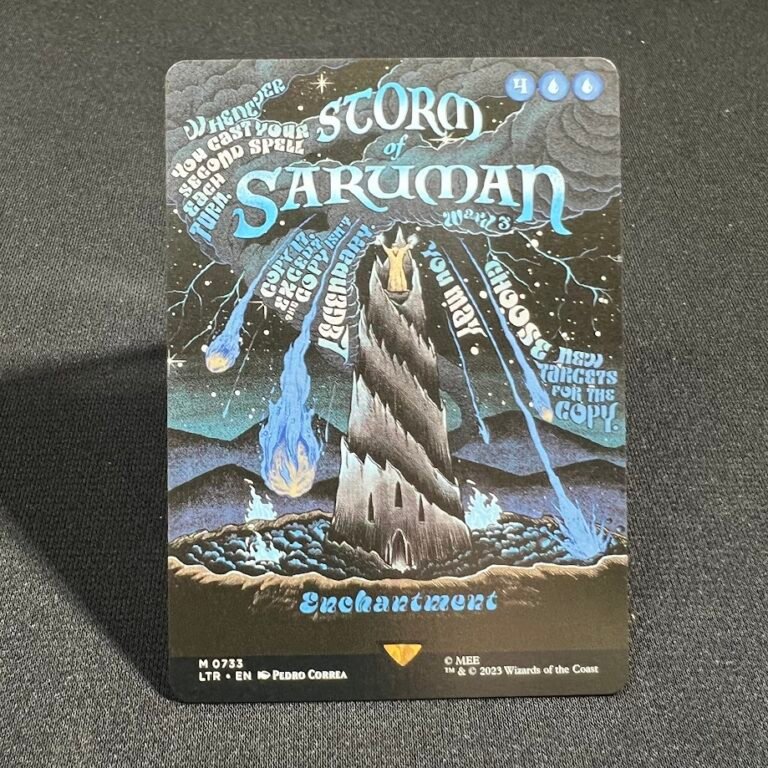 4
STORM
of
SARUMAN
Ward 3
WHENEVER
YOU CAST YOUR
SECOND SPELL
EACH
TURN
COPY IT,
EXCEPT
THE COPY ISN'T
LEGENDARY.
YOU MAY
CHOOSE NEW
TARGETS
FOR THE
COPY.
Enchantment
M 0733
LTR • EN PEDRO CORREA
© MEE
™ & © 2023 Wizards of the Coast